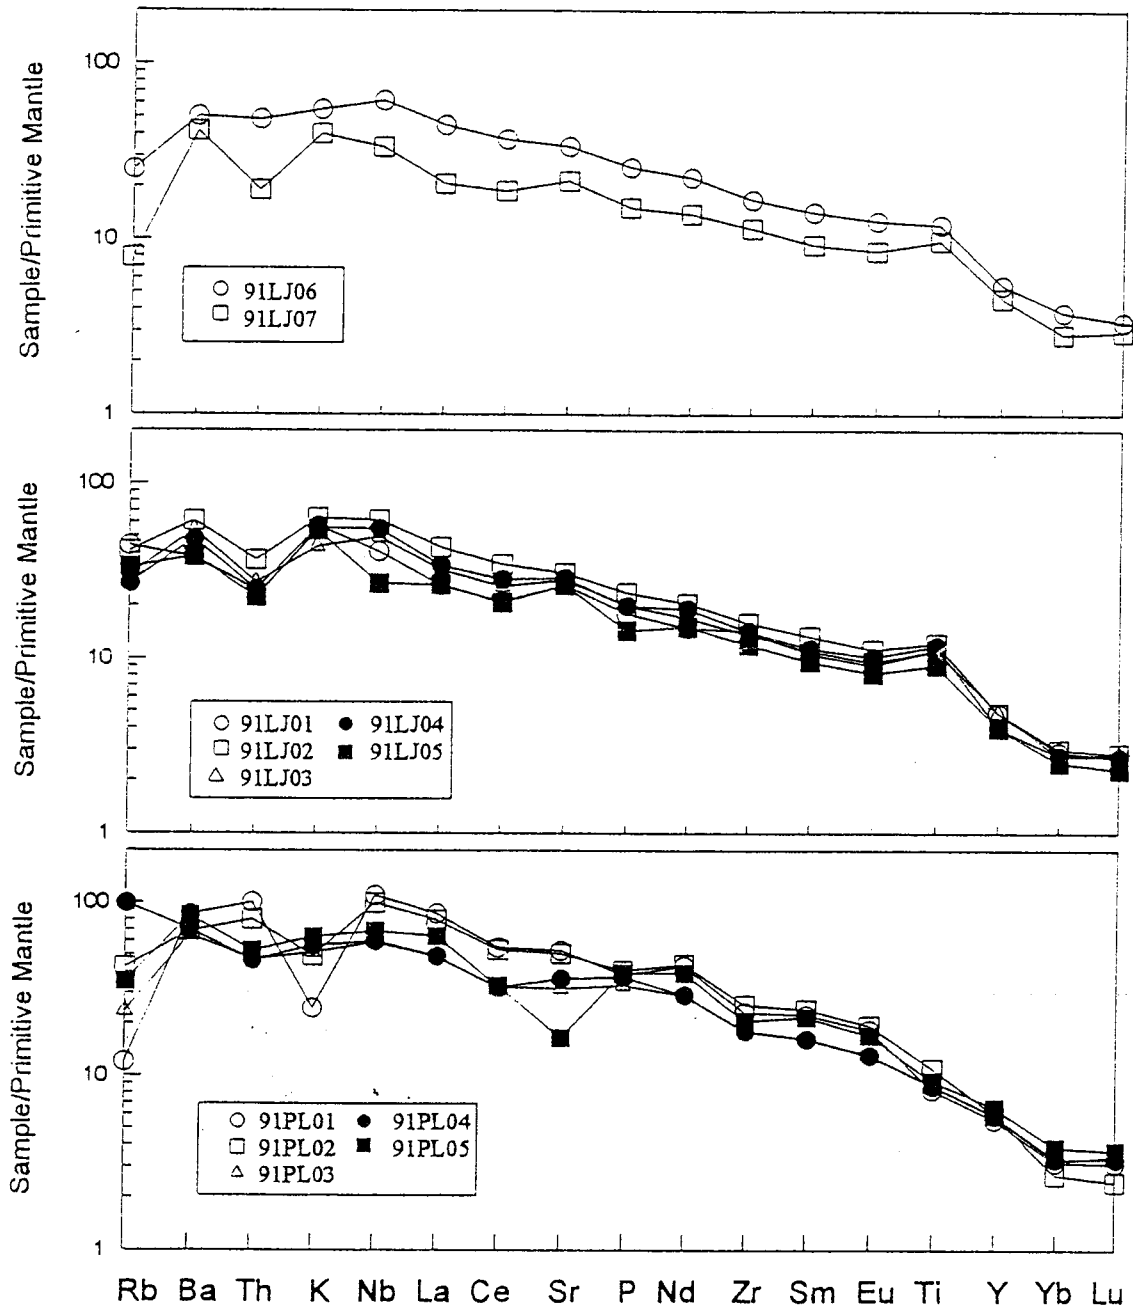 Sample/Primitive Mantle
100
10
1
91LJ06
91LJ07
Sample/Primitive Mantle
100
10
1
91LJ01 91LJ04
91LJ02 91LJ05
91LJ03
Sample/Primitive Mantle
100
10
1
91PL01 91PL04
91PL02 91PL05
91PL03
Rb Ba Th K Nb La Ce Sr P Nd Zr Sm Eu Ti Y Yb Lu